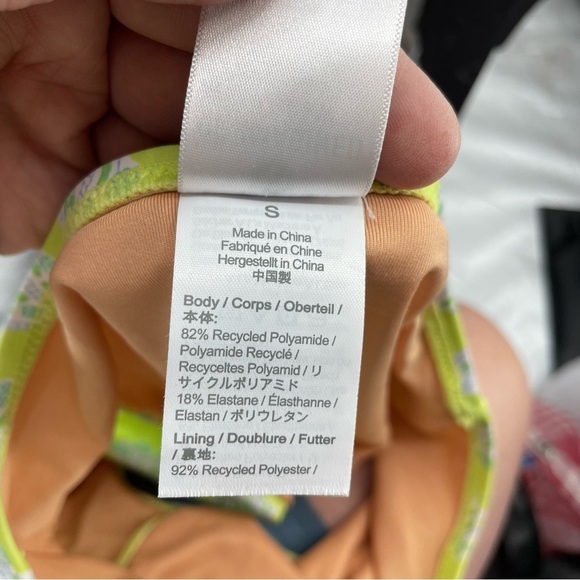 S
Made in China
Fabriqué en Chine
Hergestellt in China
中国製
Body / Corps / Oberteil /
本体:
82% Recycled Polyamide /
Polyamide Recyclé /
Recyceltes Polyamid / リ
サイクルポリアミド
18% Elastane / Élasthanne /
Elastan / ポリウレタン
Lining / Doublure / Futter
/ 裏地:
92% Recycled Polyester /